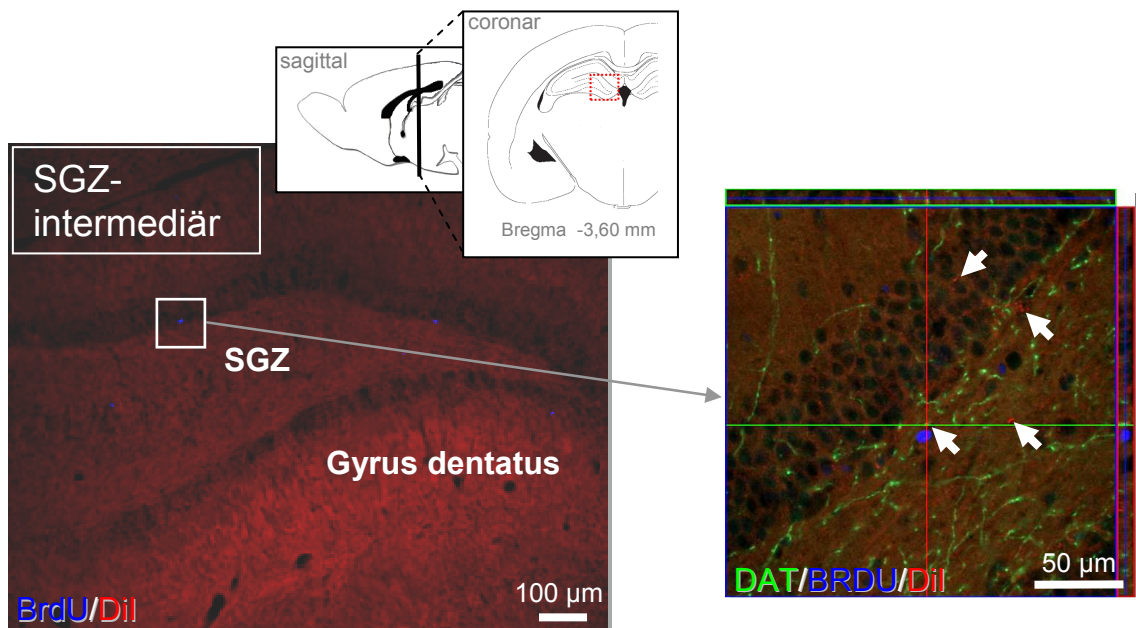 sagittal
coronar
Bregma -3,60 mm
SGZ-
intermediär
SGZ
Gyrus dentatus
BrdU/DiI
100 µm
DAT/BRDU/DiI
50 µm